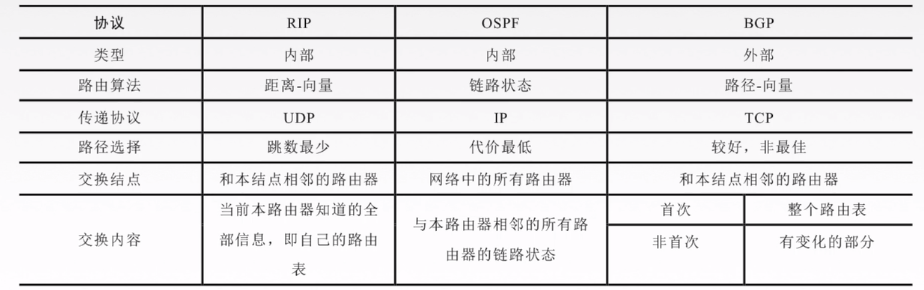 协议 RIP OSPF BGP
类型 内部 内部 外部
路由算法 距离-向量 链路状态 路径-向量
传递协议 UDP IP TCP
路径选择 跳数最少 代价最低 较好，非最佳
交换结点 和本结点相邻的路由器 网络中的所有路由器 和本结点相邻的路由器
交换内容
当前本路由器知道的全
部信息，即自己的路由
表
与本路由器相邻的所有路
由器的链路状态
首次 整个路由表
非首次 有变化的部分